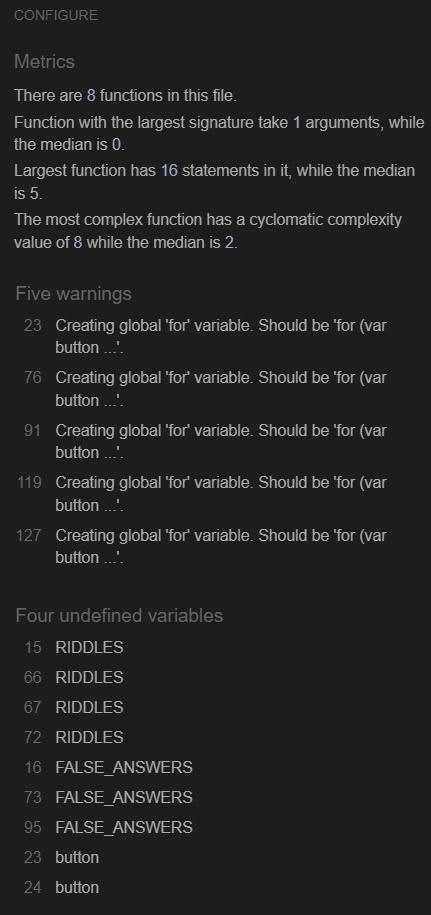 CONFIGURE
Metrics
There are 8 functions in this file.
Function with the largest signature take 1 arguments, while
the median is 0.
Largest function has 16 statements in it, while the median
is 5.
The most complex function has a cyclomatic complexity
value of 8 while the median is 2.
Five warnings
23 Creating global 'for' variable. Should be 'for (var
button ...'.
76 Creating global 'for' variable. Should be 'for (var
button ...'.
91 Creating global 'for' variable. Should be 'for (var
button ...'.
119 Creating global 'for' variable. Should be 'for (var
button ...'.
127 Creating global 'for' variable. Should be 'for (var
button ...'.
Four undefined variables
15 RIDDLES
66 RIDDLES
67 RIDDLES
72 RIDDLES
16 FALSE_ANSWERS
73 FALSE_ANSWERS
95 FALSE_ANSWERS
23 button
24 button